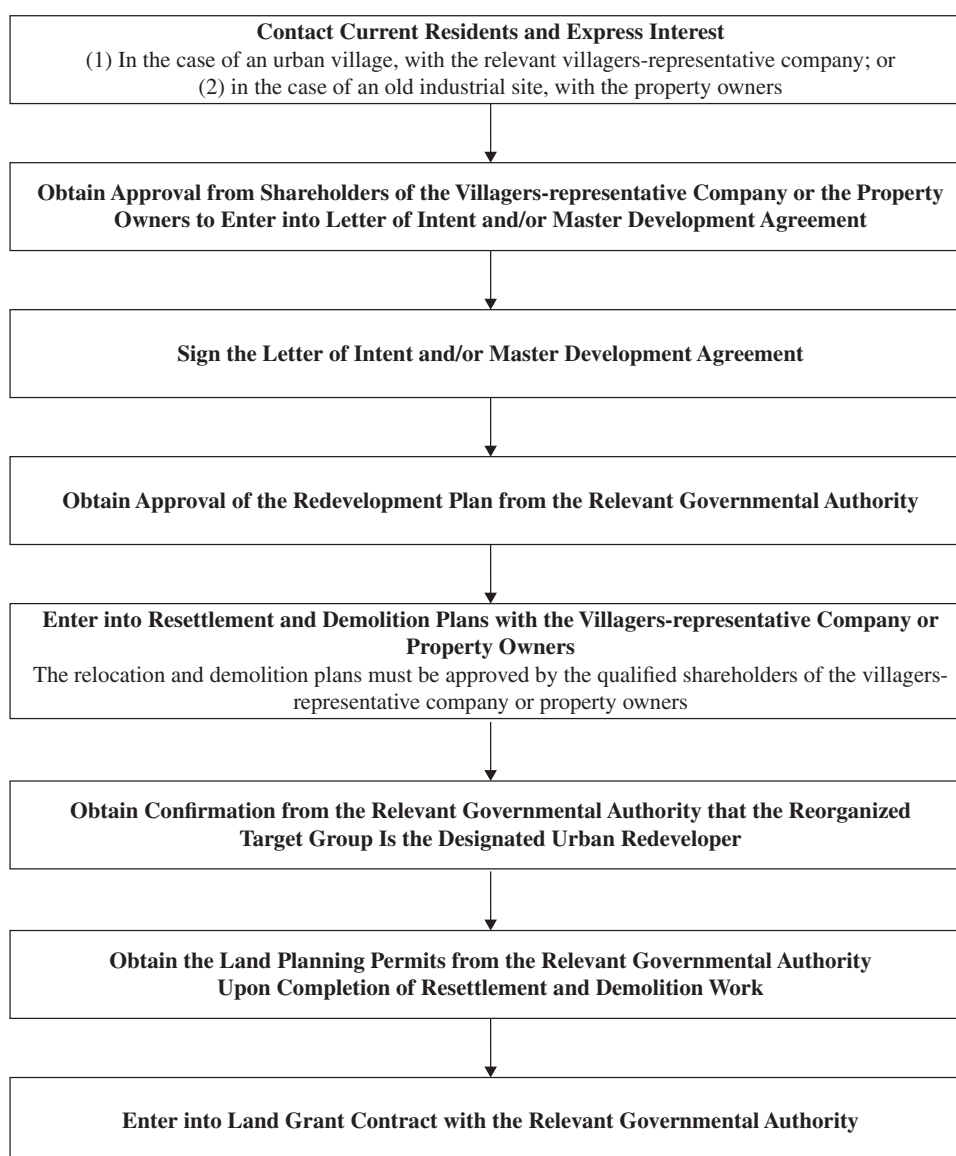 Contact Current Residents and Express Interest
(1) In the case of an urban village, with the relevant villagers-representative company; or
(2) in the case of an old industrial site, with the property owners
Obtain Approval from Shareholders of the Villagers-representative Company or the Property
Owners to Enter into Letter of Intent and/or Master Development Agreement
Sign the Letter of Intent and/or Master Development Agreement
Obtain Approval of the Redevelopment Plan from the Relevant Governmental Authority
Enter into Resettlement and Demolition Plans with the Villagers-representative Company or
Property Owners
The relocation and demolition plans must be approved by the qualified shareholders of the villagers-
representative company or property owners
Obtain Confirmation from the Relevant Governmental Authority that the Reorganized
Target Group Is the Designated Urban Redeveloper
Obtain the Land Planning Permits from the Relevant Governmental Authority
Upon Completion of Resettlement and Demolition Work
Enter into Land Grant Contract with the Relevant Governmental Authority